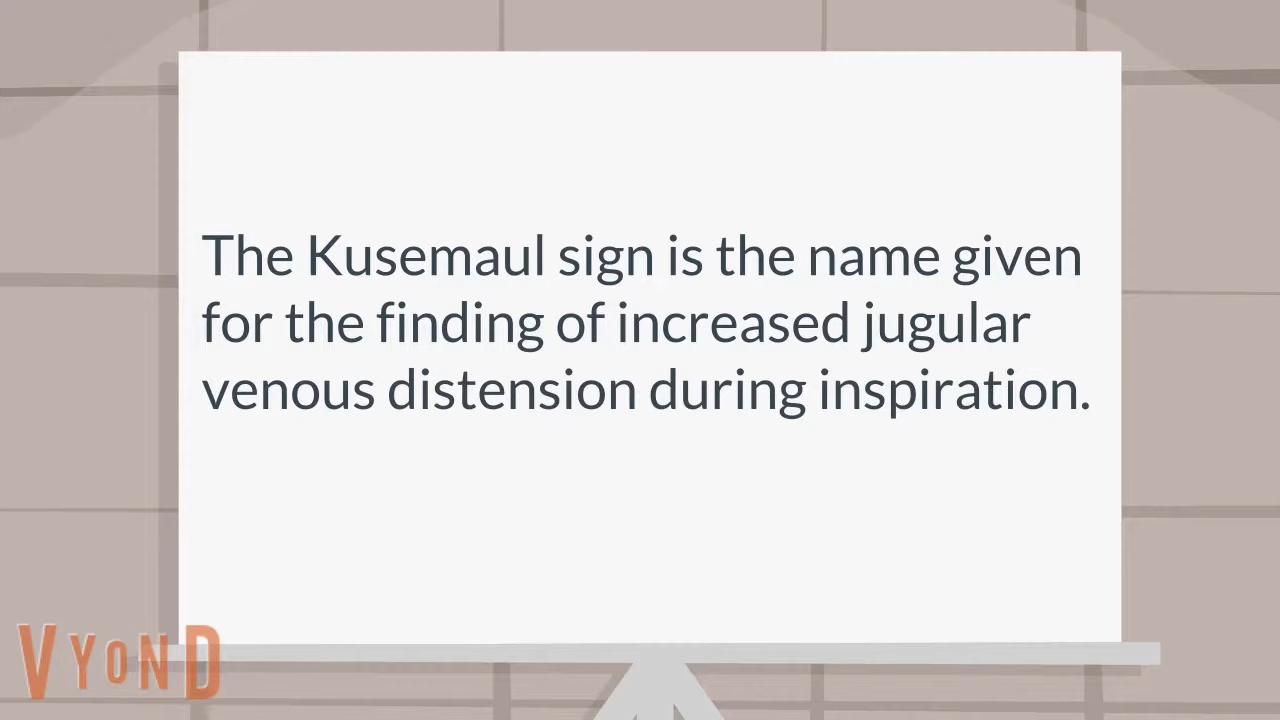 The Kusemaul sign is the name given
for the finding of increased jugular
venous distension during inspiration.
VYOND